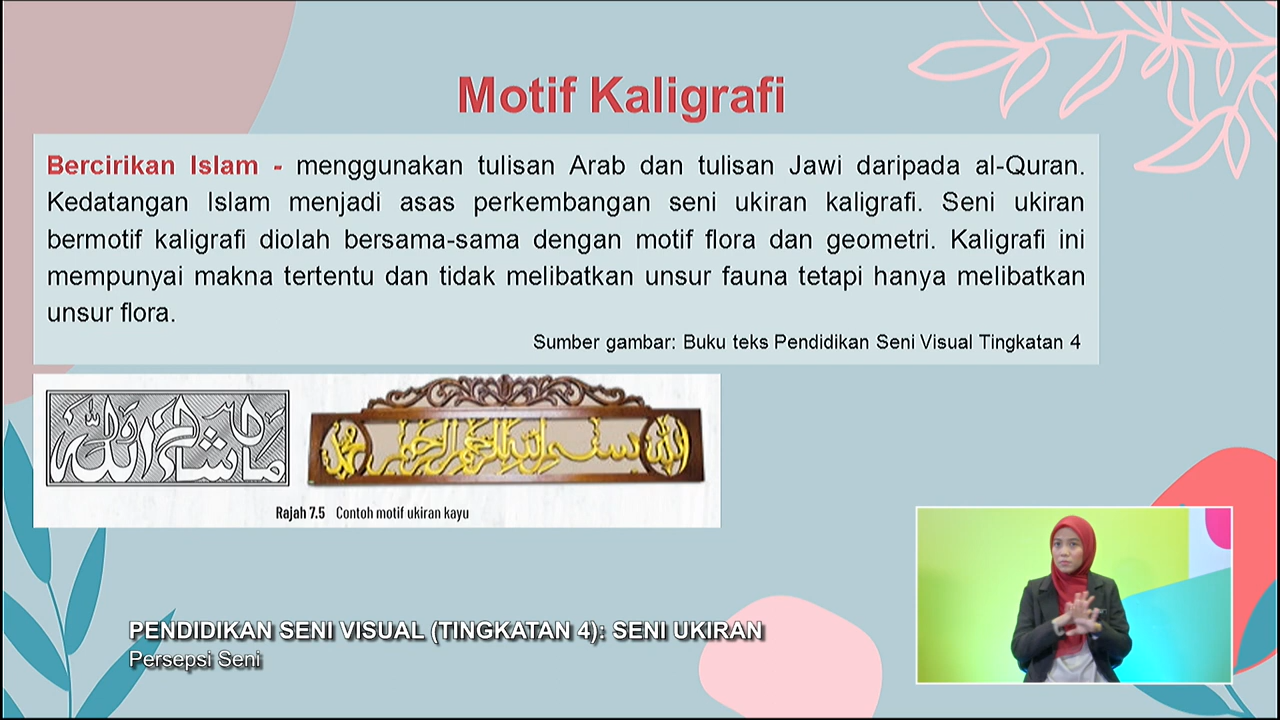 Motif Kaligrafi
Bercirikan Islam - menggunakan tulisan Arab dan tulisan Jawi daripada al-Quran.
Kedatangan Islam menjadi asas perkembangan seni ukiran kaligrafi. Seni ukiran
bermotif kaligrafi diolah bersama-sama dengan motif flora dan geometri. Kaligrafi ini
mempunyai makna tertentu dan tidak melibatkan unsur fauna tetapi hanya melibatkan
unsur flora.
Sumber gambar: Buku teks Pendidikan Seni Visual Tingkatan 4
ما شاء الله
الله
بسم الله الرحمن الرحيم
محمد
Rajah 7.5 Contoh motif ukiran kayu
PENDIDIKAN SENI VISUAL (TINGKATAN 4): SENI UKIRAN
Persepsi Seni